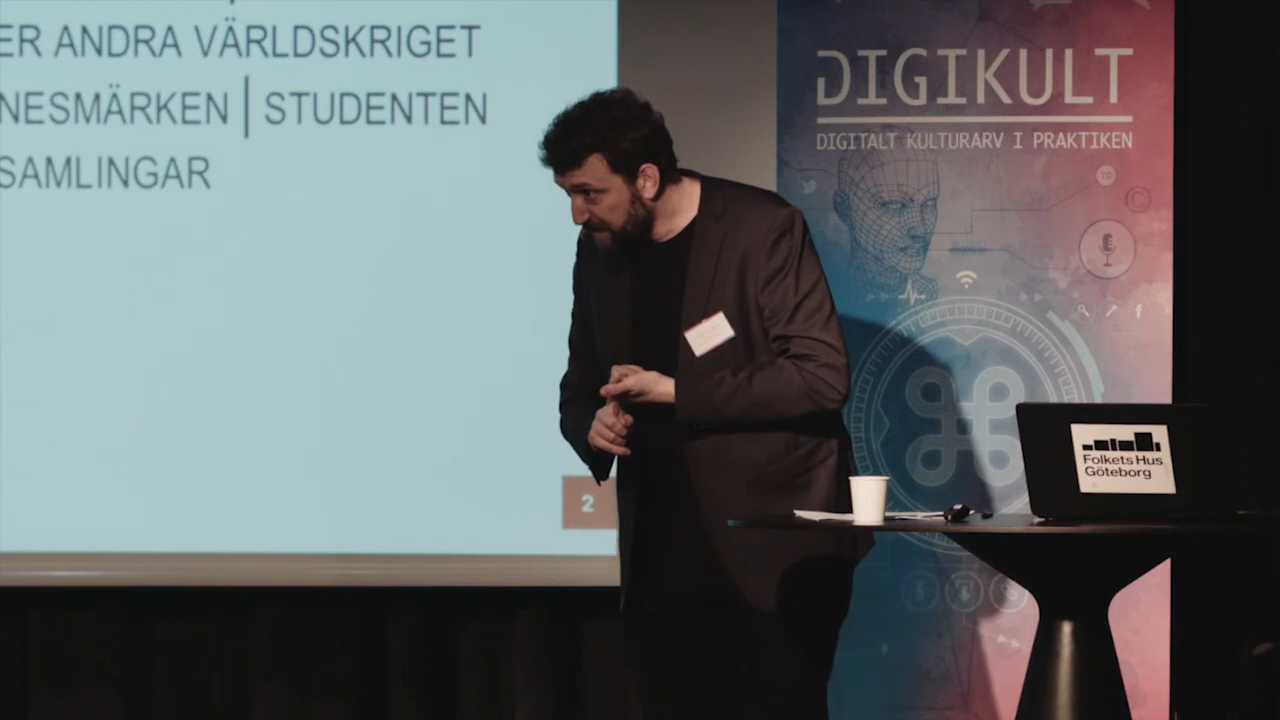 ER ANDRA VÄRLDSKRIGET
NESMÄRKEN | STUDENTEN
SAMLINGAR
2
DIGIKULT
DIGITALT KULTURARV I PRAKTIKEN
Folkets Hus
Göteborg